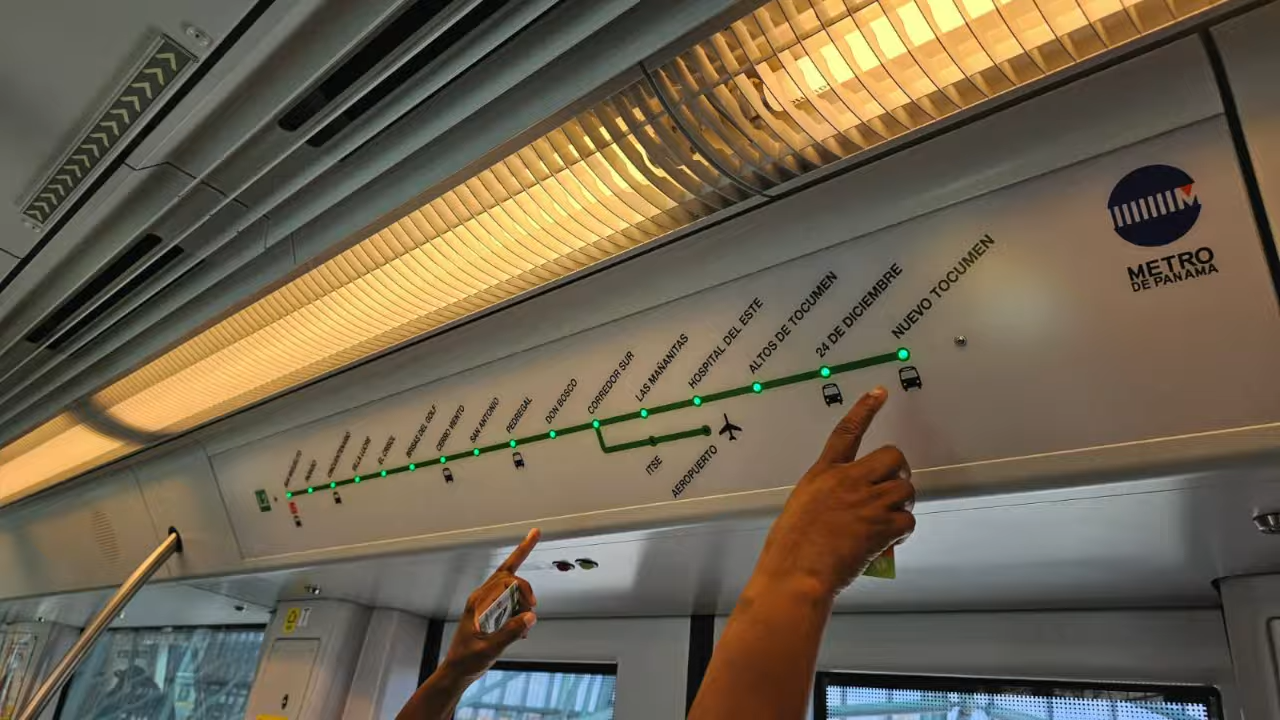 SAN ANTONIO
PEDREGAL
DON BOSCO
CORREDOR SUR
LAS MAÑANITAS
HOSPITAL DEL ESTE
ALTOS DE TOCUMEN
24 DE DICIEMBRE
NUEVO TOCUMEN
CERRO VIENTO
BRISAS DEL GOLF
EL CRISOL
VILLA LUCRE
ITSE
AEROPUERTO
METRO
DE PANAMA